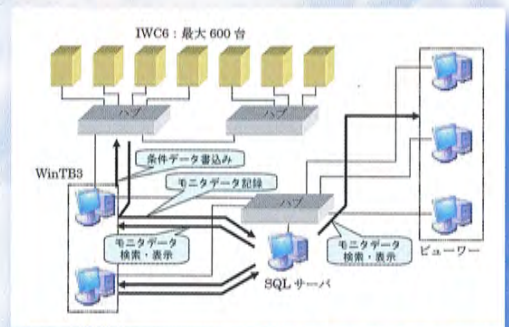 IWC6：最大 600 台
ハブ
ハブ
条件データ書込み
WinTB3
モニタデータ記録
ハブ
モニタデータ
検索・表示
モニタデータ
検索・表示
SQL サーバ
ビューワー